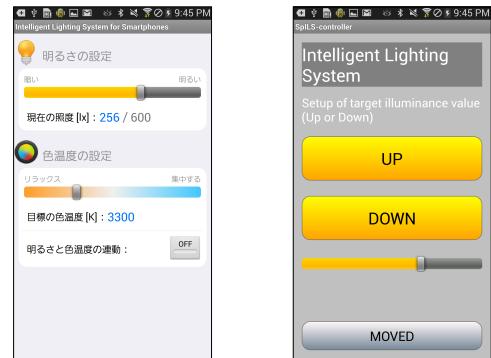 9:45 PM
Intelligent Lighting System for Smartphones
明るさの設定
暗い 明るい
現在の照度 [lx] : 256 / 600
色温度の設定
リラックス 集中する
目標の色温度 [K] : 3300
明るさと色温度の連動 : OFF
9:45 PM
SpILS-controller
Intelligent Lighting
System
Setup of target illuminance value
(Up or Down)
UP
DOWN
MOVED